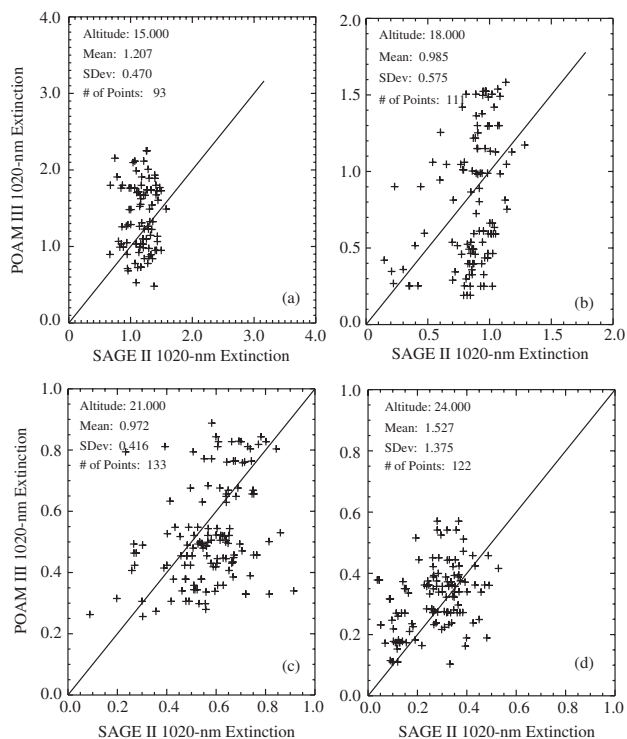 Altitude: 15.000
Mean: 1.207
SDev: 0.470
# of Points: 93
4.0
3.0
2.0
1.0
0.0
POAM III 1020-nm Extinction
(a)
0 1.0 2.0 3.0 4.0
SAGE II 1020-nm Extinction
Altitude: 18.000
Mean: 0.985
SDev: 0.575
# of Points: 111
2.0
1.5
1.0
0.5
0.0
(b)
0.0 0.5 1.0 1.5 2.0
SAGE II 1020-nm Extinction
Altitude: 21.000
Mean: 0.972
SDev: 0.416
# of Points: 133
1.0
0.8
0.6
0.4
0.2
0.0
POAM III 1020-nm Extinction
(c)
0.0 0.2 0.4 0.6 0.8 1.0
SAGE II 1020-nm Extinction
Altitude: 24.000
Mean: 1.527
SDev: 1.375
# of Points: 122
1.0
0.8
0.6
0.4
0.2
0.0
(d)
0.0 0.2 0.4 0.6 0.8 1.0
SAGE II 1020-nm Extinction